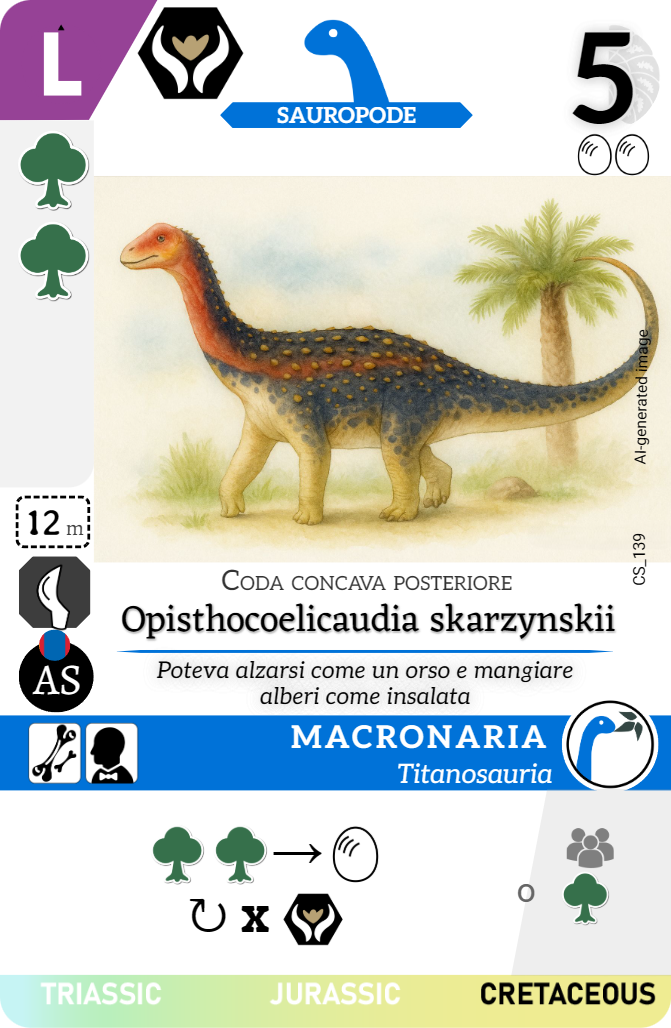 L
SAUROPODE
5
AI-generated image
12 m
CS_139
CODA CONCAVA POSTERIORE
Opisthocoelicaudia skarzynskii
AS
Poteva alzarsi come un orso e mangiare
alberi come insalata
MACRONARIA
Titanosauria
x
o
TRIASSIC JURASSIC CRETACEOUS